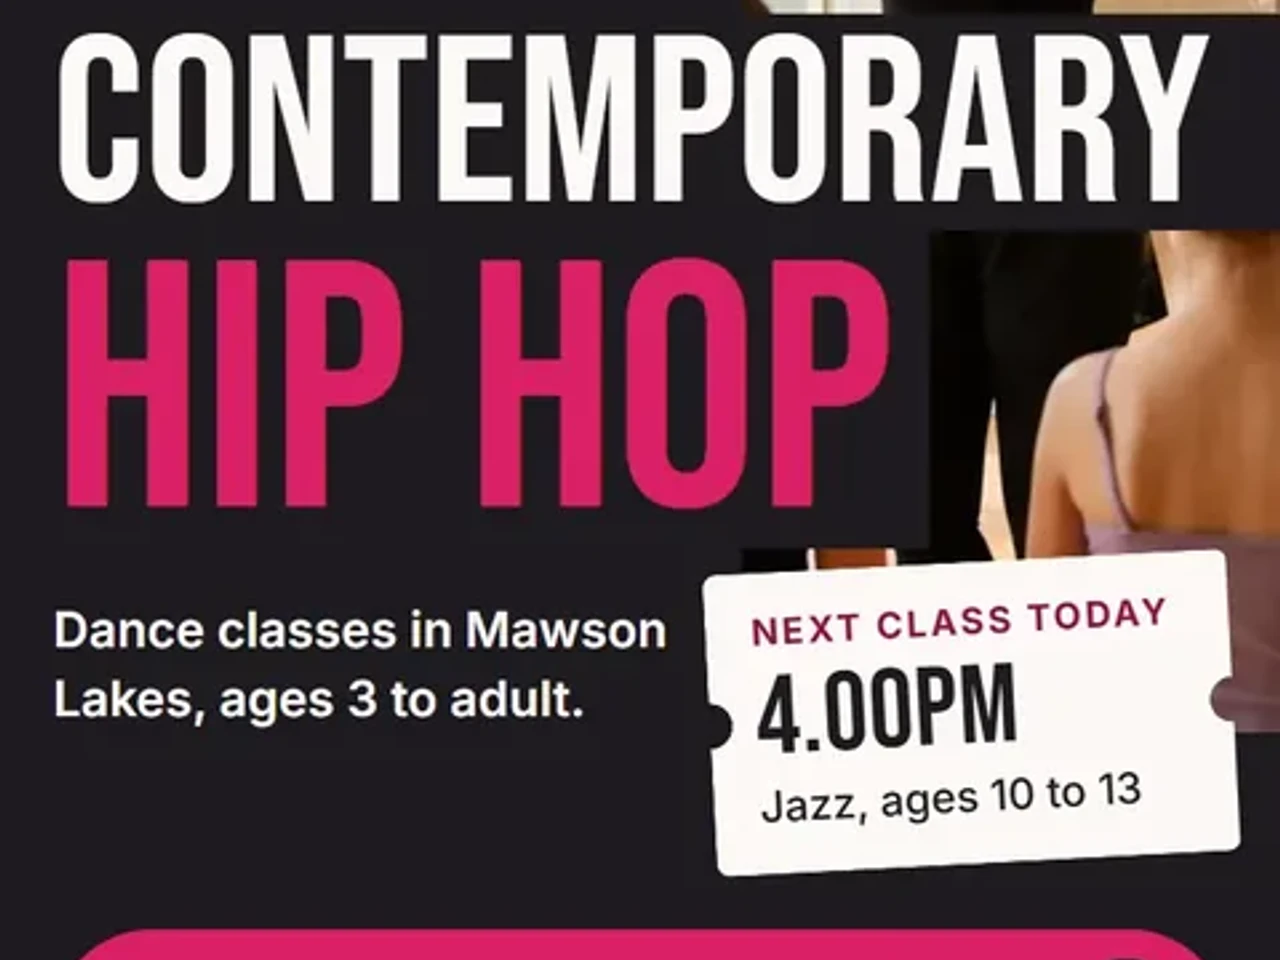 CONTEMPORARY
HIP HOP
Dance classes in Mawson
Lakes, ages 3 to adult.
NEXT CLASS TODAY
4.00PM
Jazz, ages 10 to 13